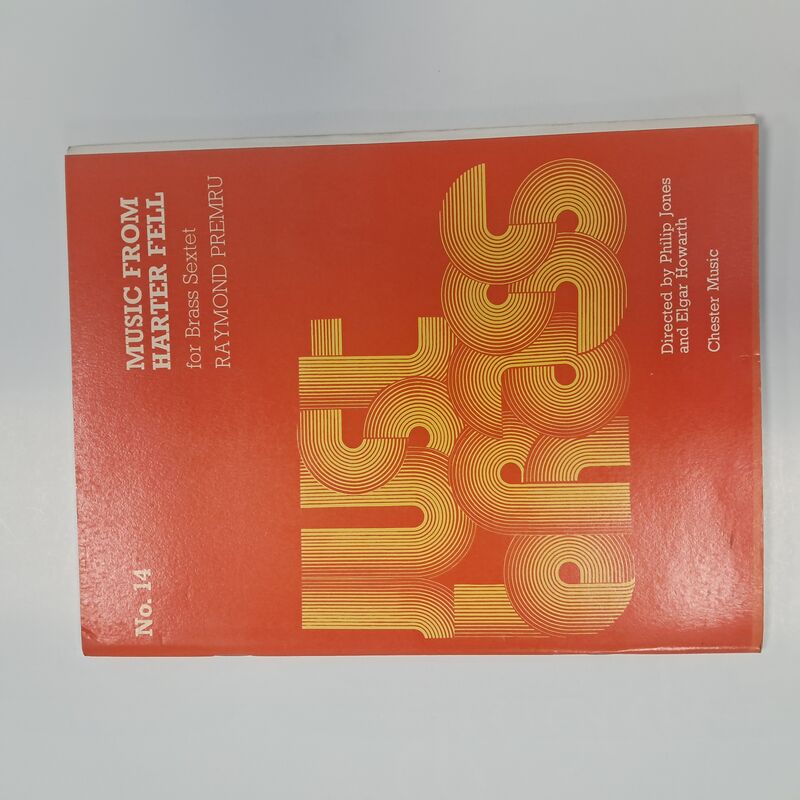 No. 14
MUSIC FROM
HARTER FELL
for Brass Sextet
RAYMOND PREMRU
JUST
BRASS
Directed by Philip Jones
and Elgar Howarth
Chester Music